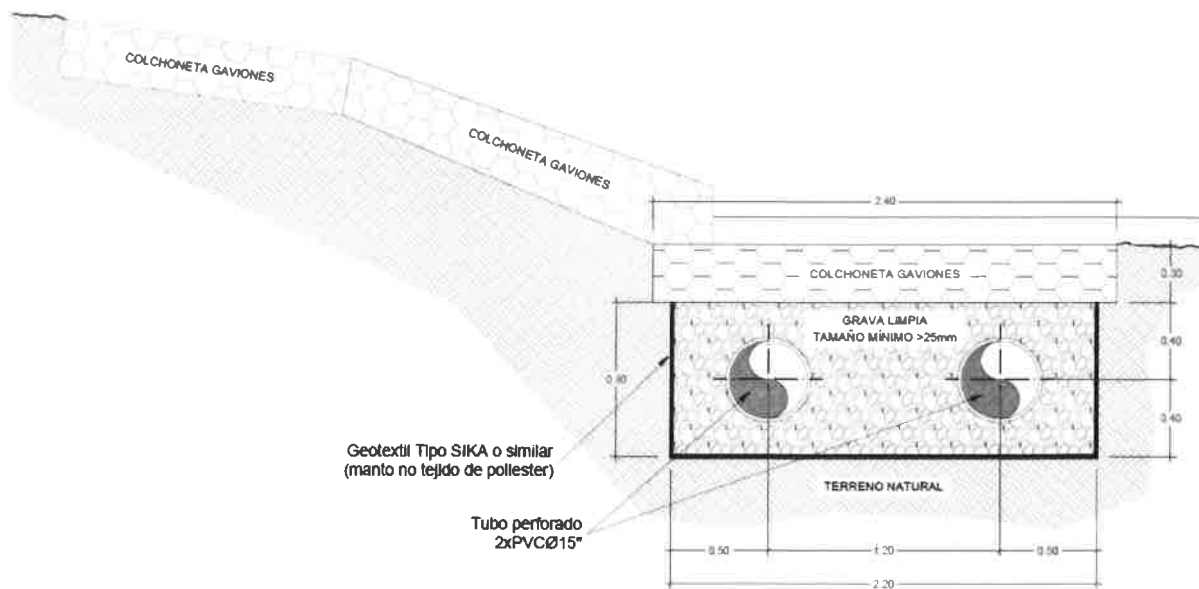 COLCHONETA GAVIONES
COLCHONETA GAVIONES
2.40
COLCHONETA GAVIONES
0.30
GRAVA LIMPIA
TAMAÑO MÍNIMO >25mm
0.40
0.80
0.40
Geotextil Tipo SIKA o similar
(manto no tejido de poliester)
TERRENO NATURAL
Tubo perforado
2xPVCØ15"
0.50
1.20
0.50
2.20